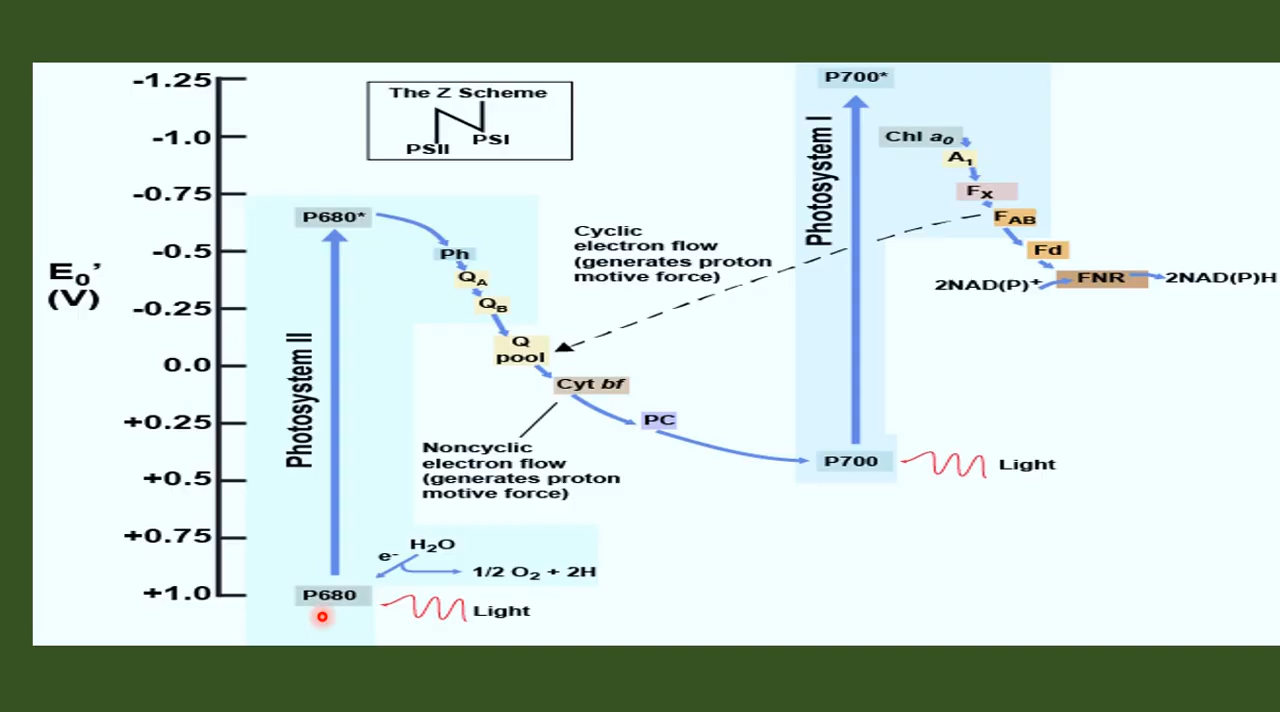 -1.25
-1.0
-0.75
-0.5
-0.25
0.0
+0.25
+0.5
+0.75
+1.0
E₀'
(V)
The Z Scheme
PSII
PSI
Photosystem II
P680*
Ph
Q_A
Q_B
Q
pool
Cyt bf
PC
Cyclic
electron flow
(generates proton
motive force)
Noncyclic
electron flow
(generates proton
motive force)
e⁻
H₂O
1/2 O₂ + 2H
P680
Light
Photosystem I
P700*
Chl a₀
A₁
Fx
F_AB
Fd
2NAD(P)⁺
FNR
2NAD(P)H
P700
Light